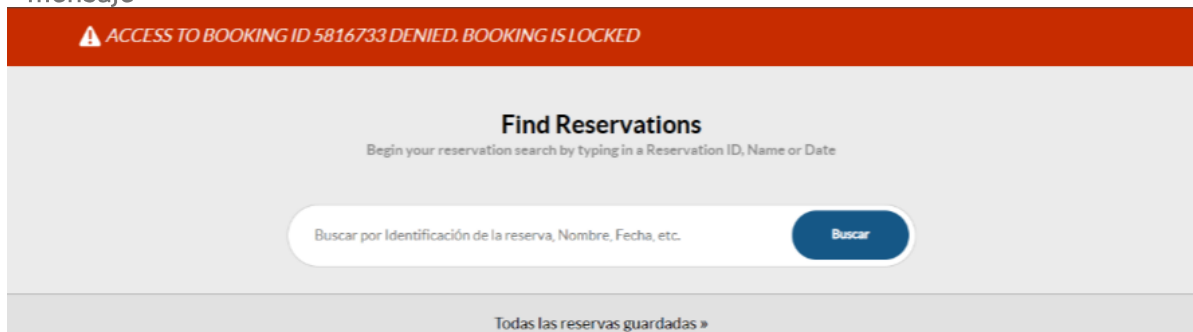 mensaje
ACCESS TO BOOKING ID 5816733 DENIED. BOOKING IS LOCKED
Find Reservations
Begin your reservation search by typing in a Reservation ID, Name or Date
Buscar por Identificación de la reserva, Nombre, Fecha, etc.
Buscar
Todas las reservas guardadas »